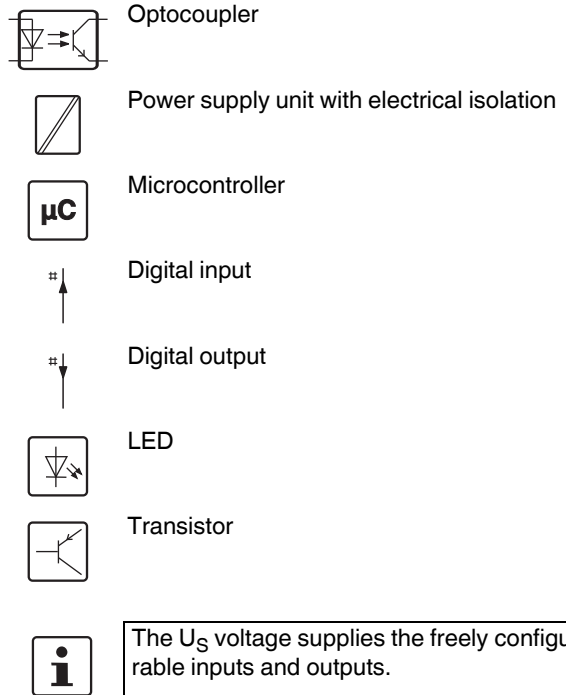 Optocoupler
Power supply unit with electrical isolation
µC
Microcontroller
#
Digital input
#
Digital output
LED
Transistor
i
The US voltage supplies the freely configu
rable inputs and outputs.